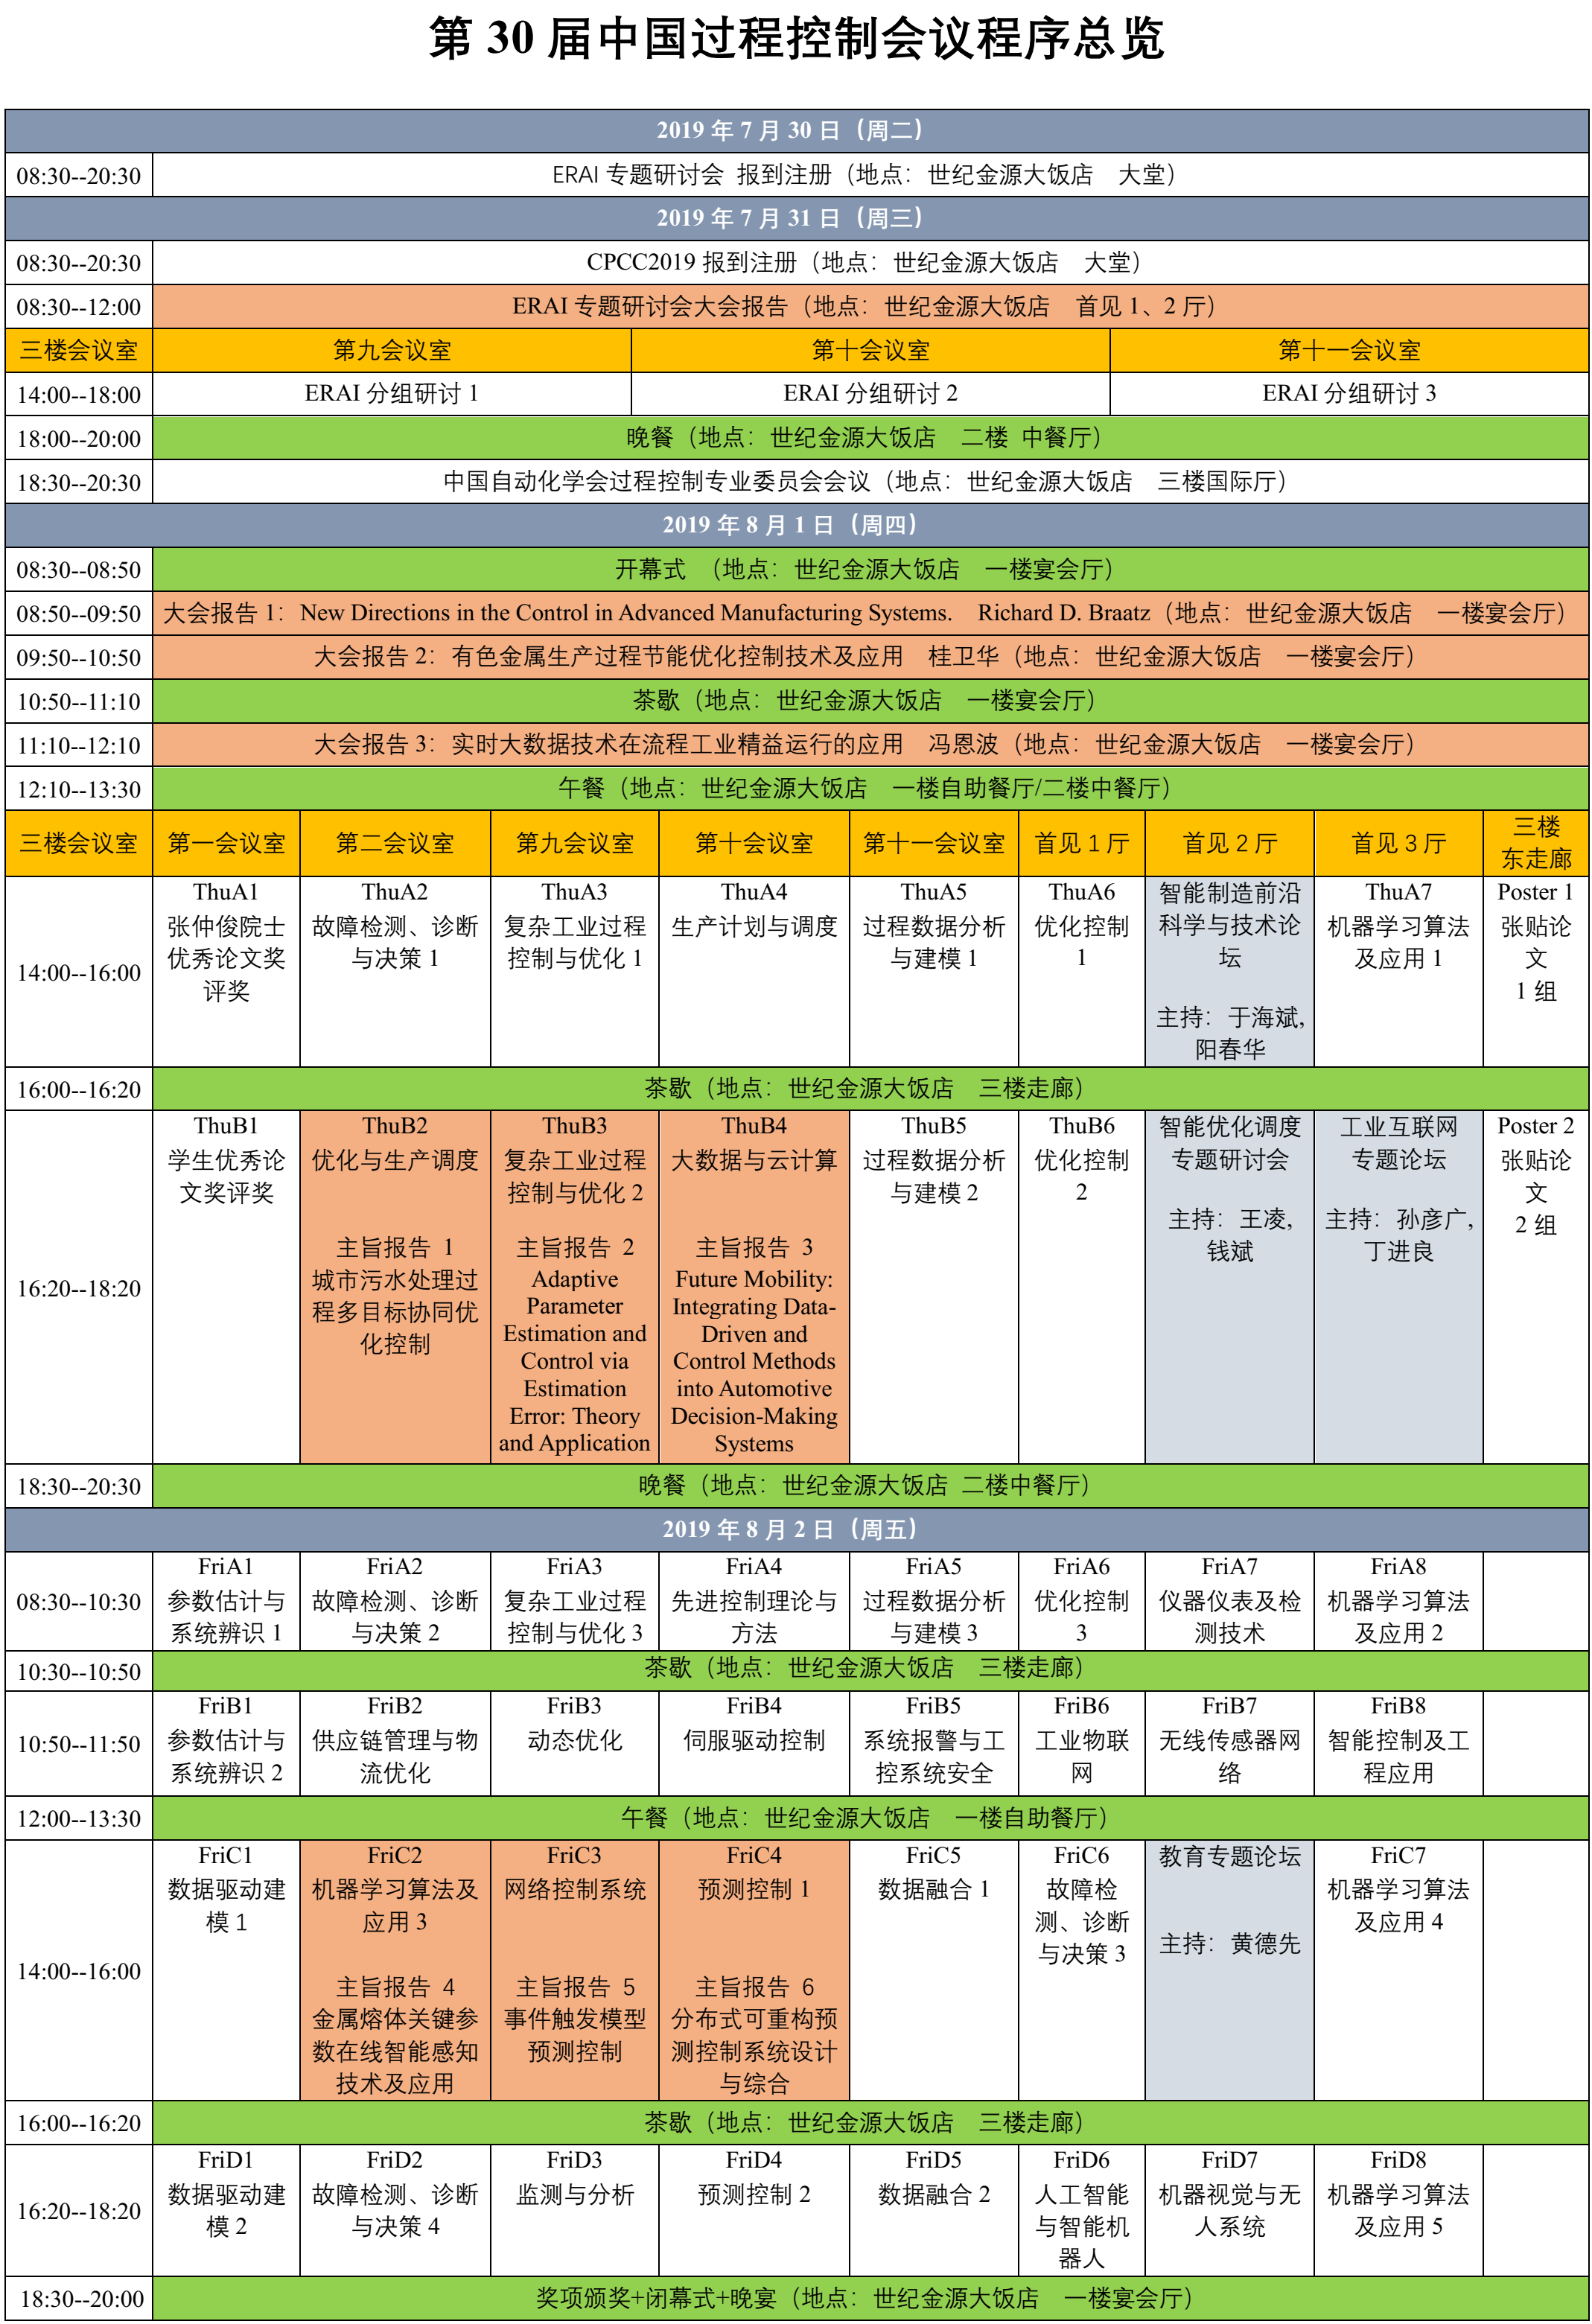 第 30 届中国过程控制会议程序总览
2019 年 7 月 30 日（周二）
08:30--20:30 ERAI 专题研讨会 报到注册（地点：世纪金源大饭店 大堂）
2019 年 7 月 31 日（周三）
08:30--20:30 CPCC2019 报到注册（地点：世纪金源大饭店 大堂）
08:30--12:00 ERAI 专题研讨会大会报告（地点：世纪金源大饭店 首见 1、2 厅）
三楼会议室 第九会议室 第十会议室 第十一会议室
14:00--18:00 ERAI 分组研讨 1 ERAI 分组研讨 2 ERAI 分组研讨 3
18:00--20:00 晚餐（地点：世纪金源大饭店 二楼 中餐厅）
18:30--20:30 中国自动化学会过程控制专业委员会会议（地点：世纪金源大饭店 三楼国际厅）
2019 年 8 月 1 日（周四）
08:30--08:50 开幕式 （地点：世纪金源大饭店 一楼宴会厅）
08:50--09:50 大会报告 1：New Directions in the Control in Advanced Manufacturing Systems. Richard D. Braatz（地点：世纪金源大饭店 一楼宴会厅）
09:50--10:50 大会报告 2：有色金属生产过程节能优化控制技术及应用 桂卫华（地点：世纪金源大饭店 一楼宴会厅）
10:50--11:10 茶歇（地点：世纪金源大饭店 一楼宴会厅）
11:10--12:10 大会报告 3：实时大数据技术在流程工业精益运行的应用 冯恩波（地点：世纪金源大饭店 一楼宴会厅）
12:10--13:30 午餐（地点：世纪金源大饭店 一楼自助餐厅/二楼中餐厅）
三楼会议室 第一会议室 第二会议室 第九会议室 第十会议室 第十一会议室 首见 1 厅 首见 2 厅 首见 3 厅 三楼
东走廊
14:00--16:00
ThuA1
张仲俊院士
优秀论文奖
评奖
ThuA2
故障检测、诊断
与决策 1
ThuA3
复杂工业过程
控制与优化 1
ThuA4
生产计划与调度
ThuA5
过程数据分析
与建模 1
ThuA6
优化控制
1
智能制造前沿
科学与技术论
坛
主持：于海斌,
阳春华
ThuA7
机器学习算法
及应用 1
Poster 1
张贴论
文
1 组
16:00--16:20 茶歇（地点：世纪金源大饭店 三楼走廊）
16:20--18:20
ThuB1
学生优秀论
文奖评奖
ThuB2
优化与生产调度
主旨报告 1
城市污水处理过
程多目标协同优
化控制
ThuB3
复杂工业过程
控制与优化 2
主旨报告 2
Adaptive
Parameter
Estimation and
Control via
Estimation
Error: Theory
and Application
ThuB4
大数据与云计算
主旨报告 3
Future Mobility:
Integrating Data-
Driven and
Control Methods
into Automotive
Decision-Making
Systems
ThuB5
过程数据分析
与建模 2
ThuB6
优化控制
2
智能优化调度
专题研讨会
主持：王凌,
钱斌
工业互联网
专题论坛
主持：孙彦广,
丁进良
Poster 2
张贴论
文
2 组
18:30--20:30 晚餐（地点：世纪金源大饭店 二楼中餐厅）
2019 年 8 月 2 日（周五）
08:30--10:30
FriA1
参数估计与
系统辨识 1
FriA2
故障检测、诊断
与决策 2
FriA3
复杂工业过程
控制与优化 3
FriA4
先进控制理论与
方法
FriA5
过程数据分析
与建模 3
FriA6
优化控制
3
FriA7
仪器仪表及检
测技术
FriA8
机器学习算法
及应用 2
10:30--10:50 茶歇（地点：世纪金源大饭店 三楼走廊）
10:50--11:50
FriB1
参数估计与
系统辨识 2
FriB2
供应链管理与物
流优化
FriB3
动态优化
FriB4
伺服驱动控制
FriB5
系统报警与工
控系统安全
FriB6
工业物联
网
FriB7
无线传感器网
络
FriB8
智能控制及工
程应用
12:00--13:30 午餐（地点：世纪金源大饭店 一楼自助餐厅）
14:00--16:00
FriC1
数据驱动建
模 1
FriC2
机器学习算法及
应用 3
主旨报告 4
金属熔体关键参
数在线智能感知
技术及应用
FriC3
网络控制系统
主旨报告 5
事件触发模型
预测控制
FriC4
预测控制 1
主旨报告 6
分布式可重构预
测控制系统设计
与综合
FriC5
数据融合 1
FriC6
故障检
测、诊断
与决策 3
教育专题论坛
主持：黄德先
FriC7
机器学习算法
及应用 4
16:00--16:20 茶歇（地点：世纪金源大饭店 三楼走廊）
16:20--18:20
FriD1
数据驱动建
模 2
FriD2
故障检测、诊断
与决策 4
FriD3
监测与分析
FriD4
预测控制 2
FriD5
数据融合 2
FriD6
人工智能
与智能机
器人
FriD7
机器视觉与无
人系统
FriD8
机器学习算法
及应用 5
18:30--20:00 奖项颁奖+闭幕式+晚宴（地点：世纪金源大饭店 一楼宴会厅）